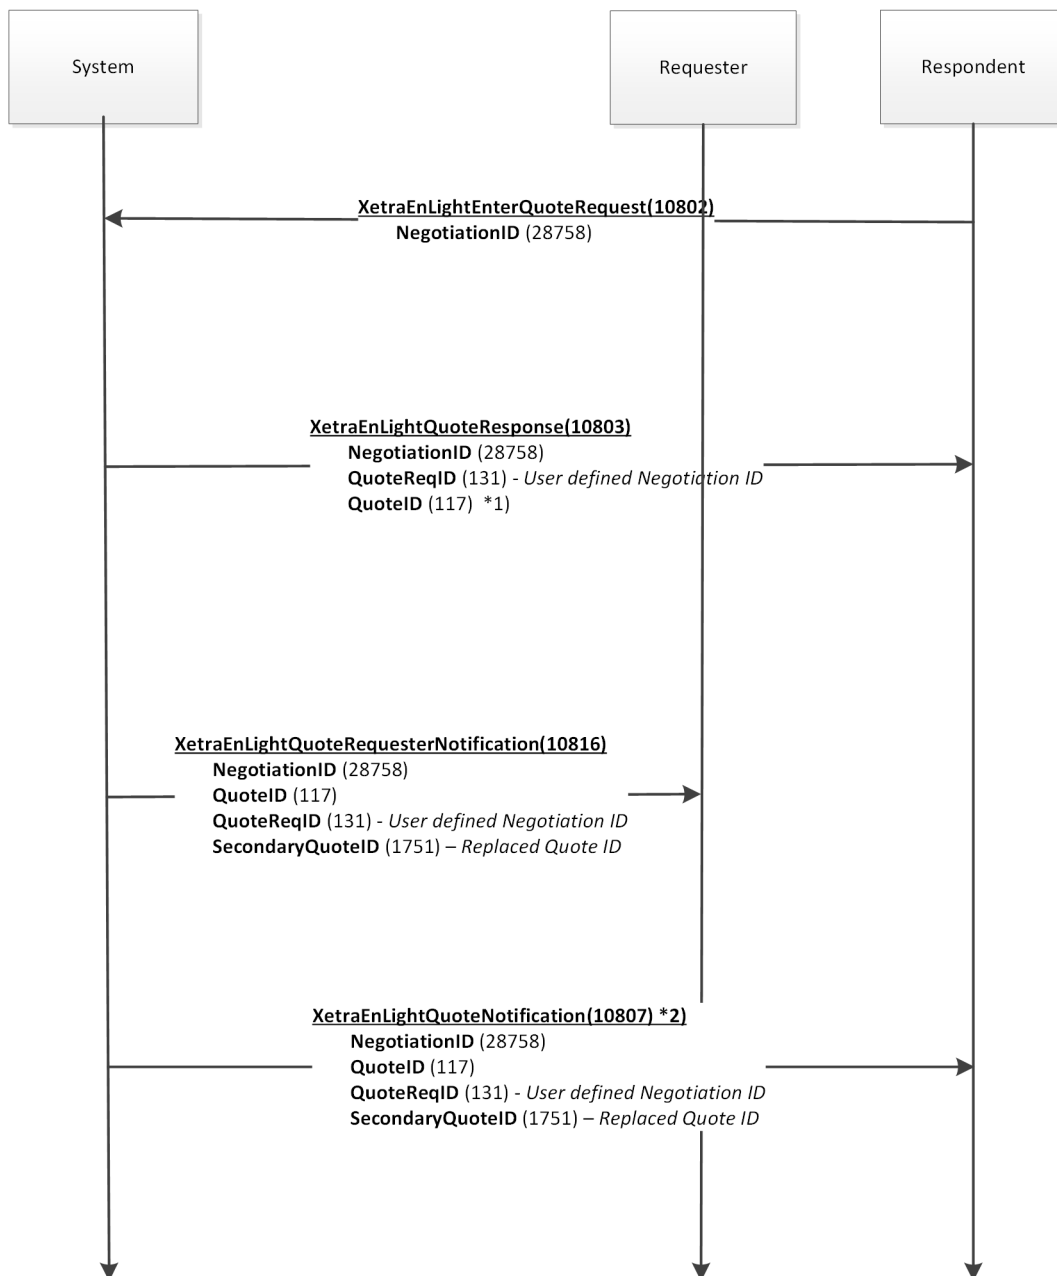 System
Requester
Respondent
XetraEnLightEnterQuoteRequest(10802)
NegotiationID (28758)
XetraEnLightQuoteResponse(10803)
NegotiationID (28758)
QuoteReqID (131) - User defined Negotiation ID
QuoteID (117)  *1)
XetraEnLightQuoteRequesterNotification(10816)
NegotiationID (28758)
QuoteID (117)
QuoteReqID (131) - User defined Negotiation ID
SecondaryQuoteID (1751) – Replaced Quote ID
XetraEnLightQuoteNotification(10807) *2)
NegotiationID (28758)
QuoteID (117)
QuoteReqID (131) - User defined Negotiation ID
SecondaryQuoteID (1751) – Replaced Quote ID